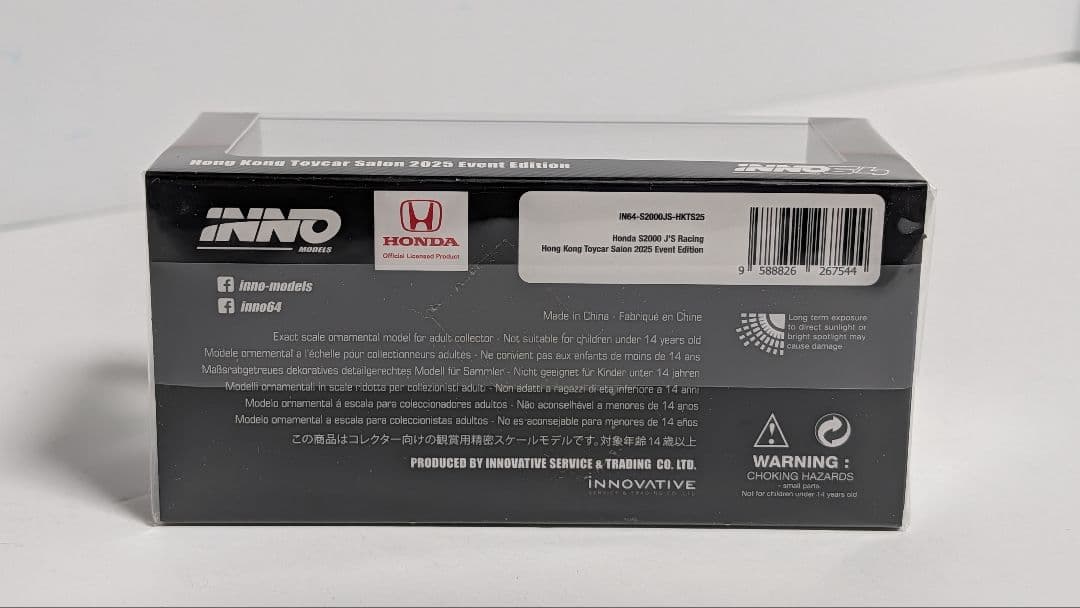 Hong Kong Toycar Salon 2025 Event Edition
INNO64
INNO
MODELS
HONDA
Official Licensed Product
IN64-S2000JS-HKTS25
Honda S2000 J'S Racing
Hong Kong Toycar Salon 2025 Event Edition
9 588826 267544
inno-models
inno64
Made in China - Fabriqué en Chine
Exact scale ornamental model for adult collector - Not suitable for children under 14 years old
Modele ornemental a l'échelle pour collectionneurs adultes - Ne convient pas aux enfants de moins de 14 ans
Maßsrabgetreues dekoratives detailgerechtes Modell für Sammler - Nicht geeignet für Kinder unter 14 jahren
Modelli ornamentali in scale ridotta per collezionisti adulti - Non adatti a ragazzi di eta inferiore a 14 anni
Modelo ornamental á escala para coleccionadores adultos - Não aconselhável a menores de 14 anos
Modelo ornamental a escala para coleccionistas adultos - No es aconsejable para menores de 14 años
この商品はコレクター向けの観賞用精密スケールモデルです。対象年齢14歳以上
PRODUCED BY INNOVATIVE SERVICE & TRADING CO. LTD.
INNOVATIVE
SERVICE & TRADING CO. LTD
Long term exposure
to direct sunlight or
bright spotlight may
cause damage
WARNING :
CHOKING HAZARDS
- small parts.
Not for children under 14 years old